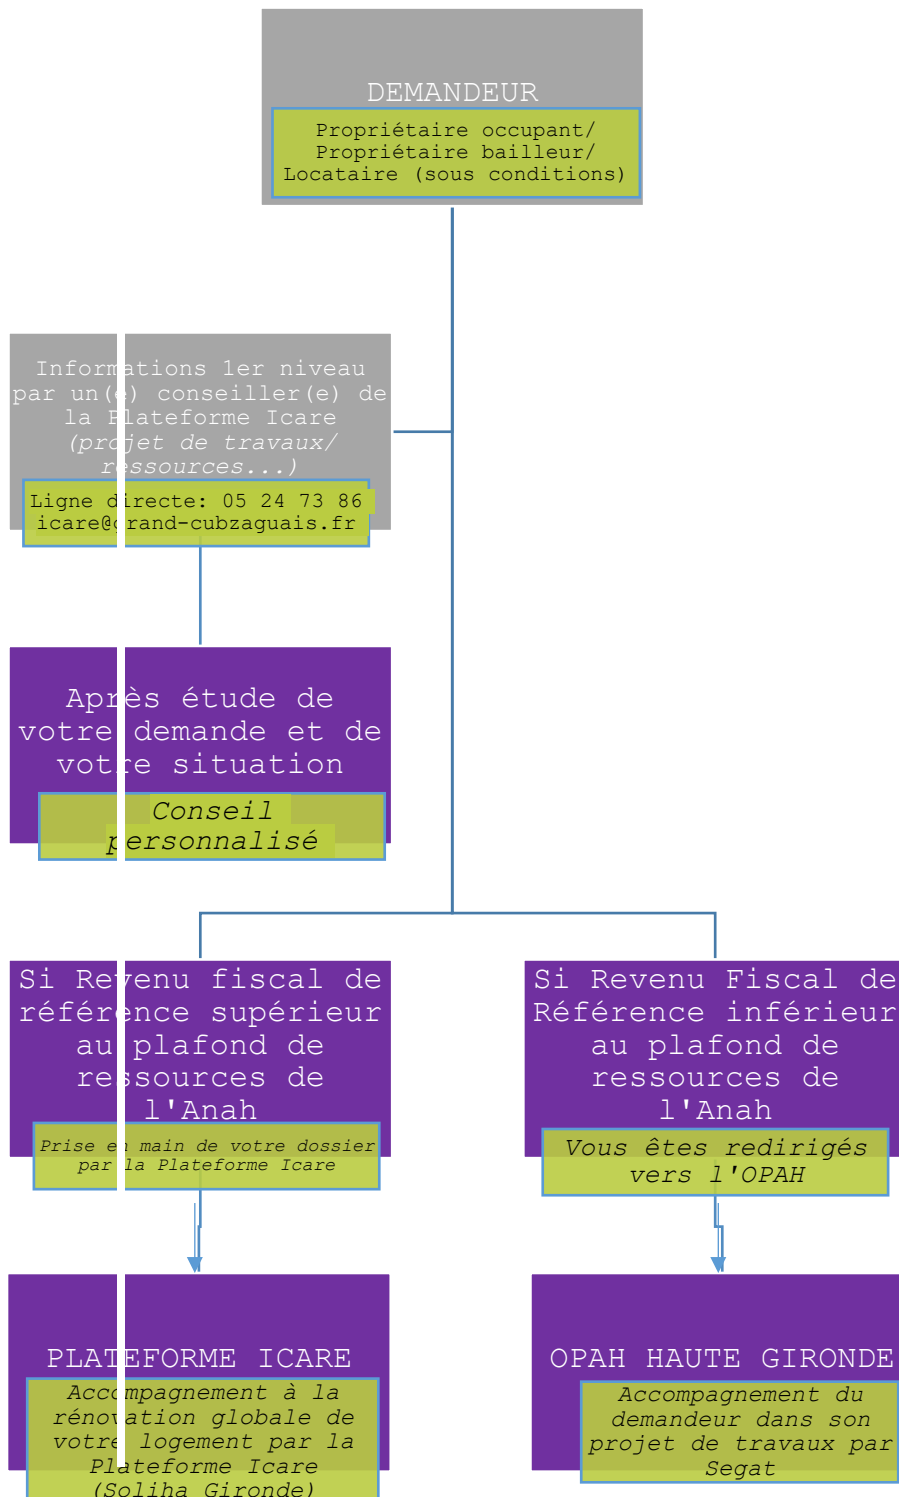 DEMANDEUR
Propriétaire occupant/
Propriétaire bailleur/
Locataire (sous conditions)
Informations 1er niveau
par un(e) conseiller(e) de
la Plateforme Icare
(projet de travaux/
ressources...)
Ligne directe: 05 24 73 86
icare@grand-cubzaguais.fr
Après étude de
votre demande et de
votre situation
Conseil
personnalisé
Si Revenu fiscal de
référence supérieur
au plafond de
ressources de
l'Anah
Prise en main de votre dossier
par la Plateforme Icare
Si Revenu Fiscal de
Référence inférieur
au plafond de
ressources de
l'Anah
Vous êtes redirigés
vers l'OPAH
PLATEFORME ICARE
Accompagnement à la
rénovation globale de
votre logement par la
Plateforme Icare
(Soliha Gironde)
OPAH HAUTE GIRONDE
Accompagnement du
demandeur dans son
projet de travaux par
Segat